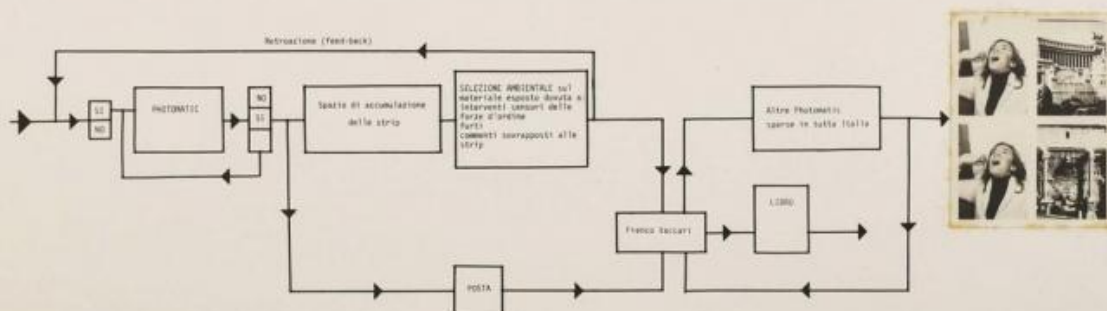 Retroazione (feed-back)
SI
NO
PHOTOMATIC
NO
SI
Spazio di accumulazione
delle strip
SELEZIONE AMBIENTALE sul
materiale esposto dovuta a:
interventi censori delle
forze d'ordine
furti
commenti sovrapposti alle
strip
Altre Photomatic
sparse in tutta Italia
LIBRO
Franco Vaccari
POSTA